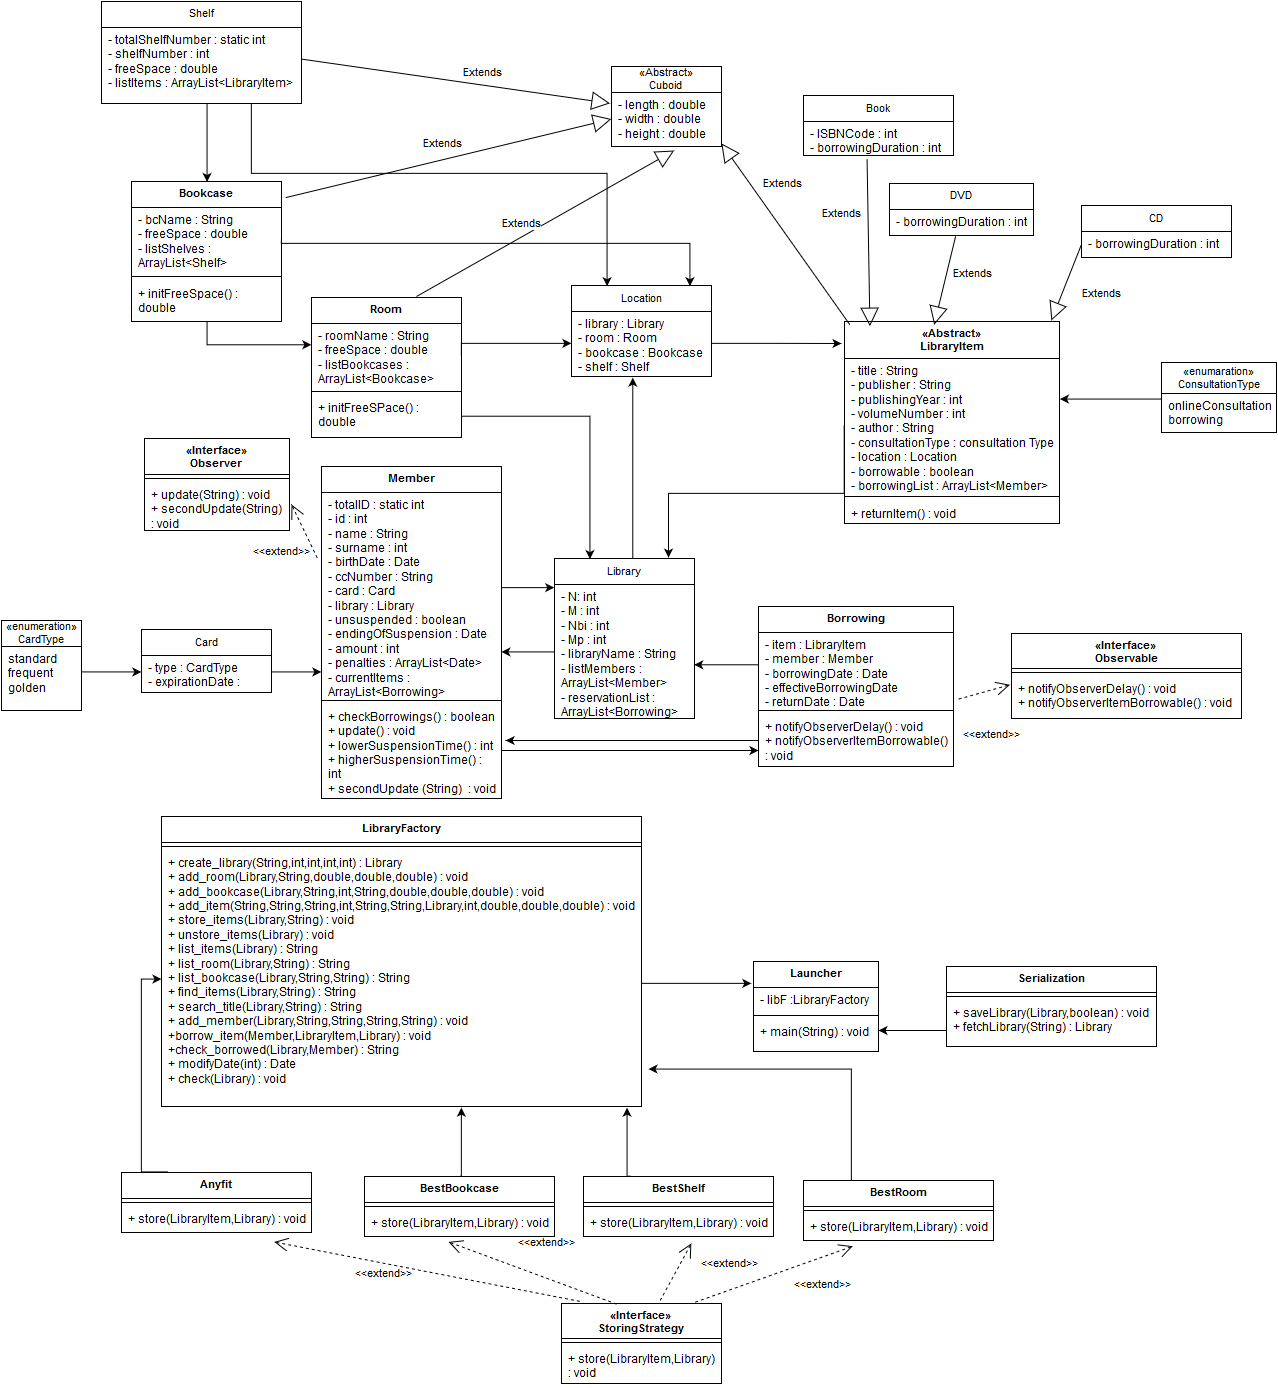 Shelf
- totalShelfNumber : static int
- shelfNumber : int
- freeSpace : double
- listItems : ArrayList<LibraryItem>
Extends
«Abstract»
Cuboid
- length : double
- width : double
- height : double
Book
- ISBNCode : int
- borrowingDuration : int
Extends
Extends
Extends
Extends
DVD
- borrowingDuration : int
CD
- borrowingDuration : int
Extends
Extends
Bookcase
- bcName : String
- freeSpace : double
- listShelves :
ArrayList<Shelf>
+ initFreeSpace() :
double
Room
- roomName : String
- freeSpace : double
- listBookcases :
ArrayList<Bookcase>
+ initFreeSPace() :
double
Location
- library : Library
- room : Room
- bookcase : Bookcase
- shelf : Shelf
«Abstract»
LibraryItem
- title : String
- publisher : String
- publishingYear : int
- volumeNumber : int
- author : String
- consultationType : consultation Type
- location : Location
- borrowable : boolean
- borrowingList : ArrayList<Member>
+ returnItem() : void
«enumaration»
ConsultationType
onlineConsultation
borrowing
«Interface»
Observer
+ update(String) : void
+ secondUpdate(String)
: void
<<extend>>
Member
- totalID : static int
- id : int
- name : String
- surname : int
- birthDate : Date
- ccNumber : String
- card : Card
- library : Library
- unsuspended : boolean
- endingOfSuspension : Date
- amount : int
- penalties : ArrayList<Date>
- currentItems :
ArrayList<Borrowing>
+ checkBorrowings() : boolean
+ update() : void
+ lowerSuspensionTime() : int
+ higherSuspensionTime() :
int
+ secondUpdate (String) : void
Library
- N: int
- M : int
- Nbi : int
- Mp : int
- libraryName : String
- listMembers :
ArrayList<Member>
- reservationList :
ArrayList<Borrowing>
Borrowing
- item : LibraryItem
- member : Member
- borrowingDate : Date
- effectiveBorrowingDate
- returnDate : Date
+ notifyObserverDelay() : void
+ notifyObserverItemBorrowable()
: void
«Interface»
Observable
+ notifyObserverDelay() : void
+ notifyObserverItemBorrowable() : void
<<extend>>
«enumeration»
CardType
standard
frequent
golden
Card
- type : CardType
- expirationDate :
LibraryFactory
+ create_library(String,int,int,int,int) : Library
+ add_room(Library,String,double,double,double) : void
+ add_bookcase(Library,String,int,String,double,double,double) : void
+ add_item(String,String,String,int,String,String,Library,int,double,double,double) : void
+ store_items(Library,String) : void
+ unstore_items(Library) : void
+ list_items(Library) : String
+ list_room(Library,String) : String
+ list_bookcase(Library,String,String) : String
+ find_items(Library,String) : String
+ search_title(Library,String) : String
+ add_member(Library,String,String,String,String) : void
+borrow_item(Member,LibraryItem,Library) : void
+check_borrowed(Library,Member) : String
+ modifyDate(int) : Date
+ check(Library) : void
Launcher
- libF :LibraryFactory
+ main(String) : void
Serialization
+ saveLibrary(Library,boolean) : void
+ fetchLibrary(String) : Library
Anyfit
+ store(LibraryItem,Library) : void
BestBookcase
+ store(LibraryItem,Library) : void
BestShelf
+ store(LibraryItem,Library) : void
BestRoom
+ store(LibraryItem,Library) : void
<<extend>>
<<extend>>
<<extend>>
<<extend>>
«Interface»
StoringStrategy
+ store(LibraryItem,Library)
: void